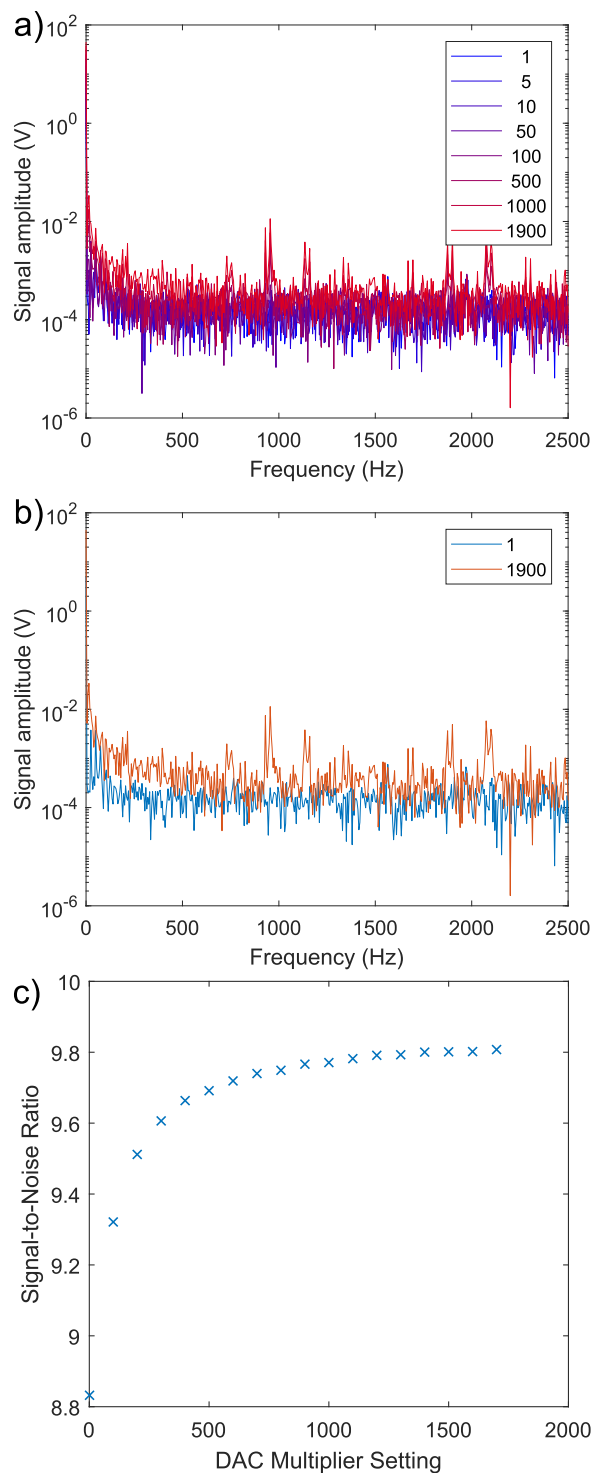 a)
10^2
10^0
10^-2
10^-4
10^-6
Signal amplitude (V)
1
5
10
50
100
500
1000
1900
0 500 1000 1500 2000 2500
Frequency (Hz)
b)
10^2
10^0
10^-2
10^-4
10^-6
Signal amplitude (V)
1
1900
0 500 1000 1500 2000 2500
Frequency (Hz)
c)
10
9.8
9.6
9.4
9.2
9
8.8
Signal-to-Noise Ratio
0 500 1000 1500 2000
DAC Multiplier Setting